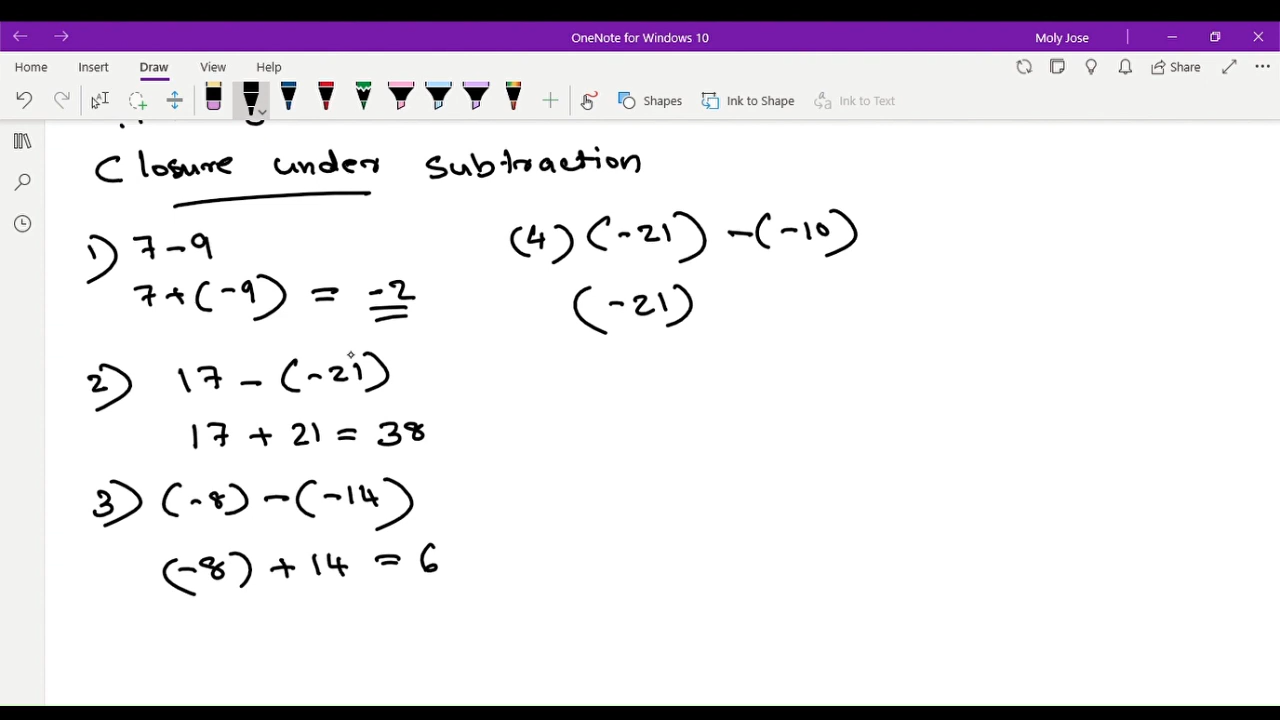 OneNote for Windows 10
Moly Jose
Home Insert Draw View Help
Share
Shapes Ink to Shape Ink to Text
Closure under subtraction
1) 7-9
7+(-9) = -2
2) 17 - (-21)
17 + 21 = 38
3) (-8) - (-14)
(-8) + 14 = 6
(4) (-21) - (-10)
(-21)